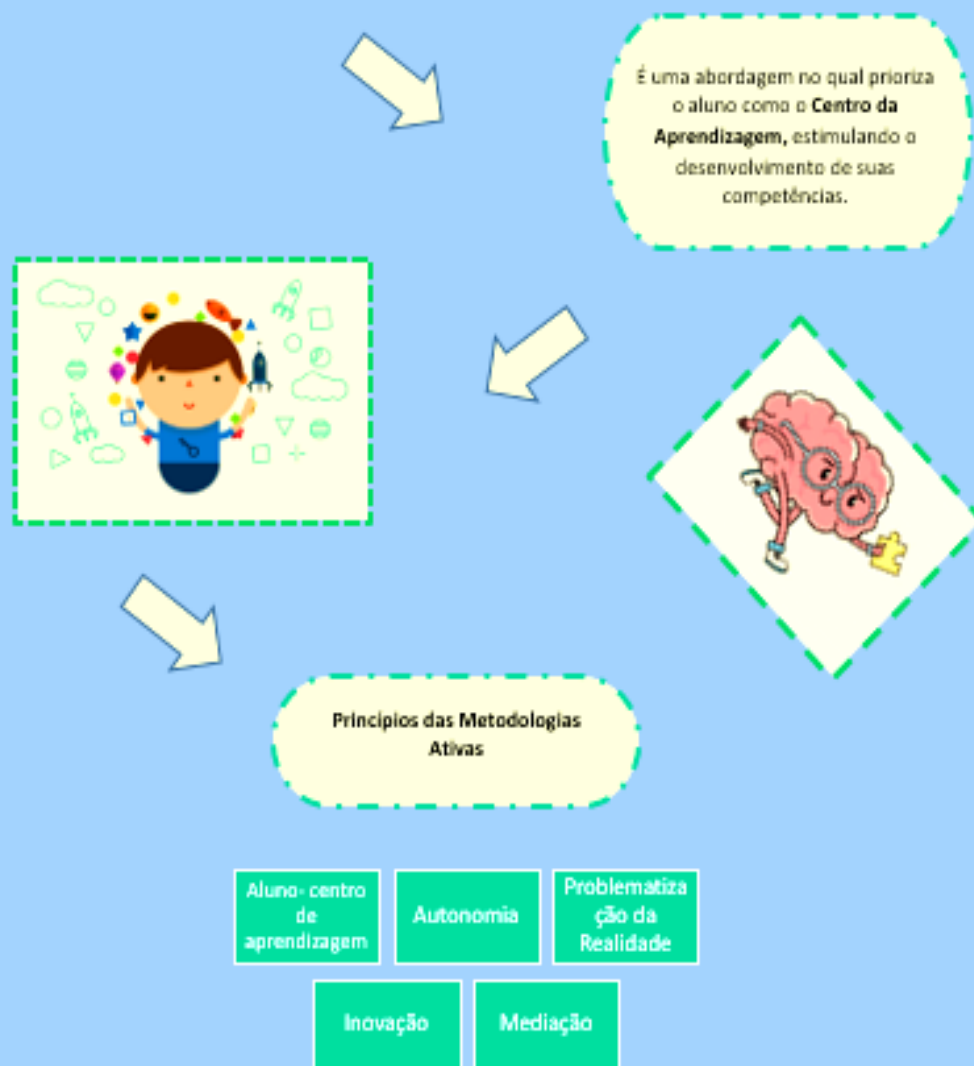 É uma abordagem no qual prioriza
o aluno como o Centro da
Aprendizagem, estimulando o
desenvolvimento de suas
competências.
Princípios das Metodologias
Ativas
Aluno- centro
de
aprendizagem
Autonomia
Problematiza
ção da
Realidade
Inovação
Mediação